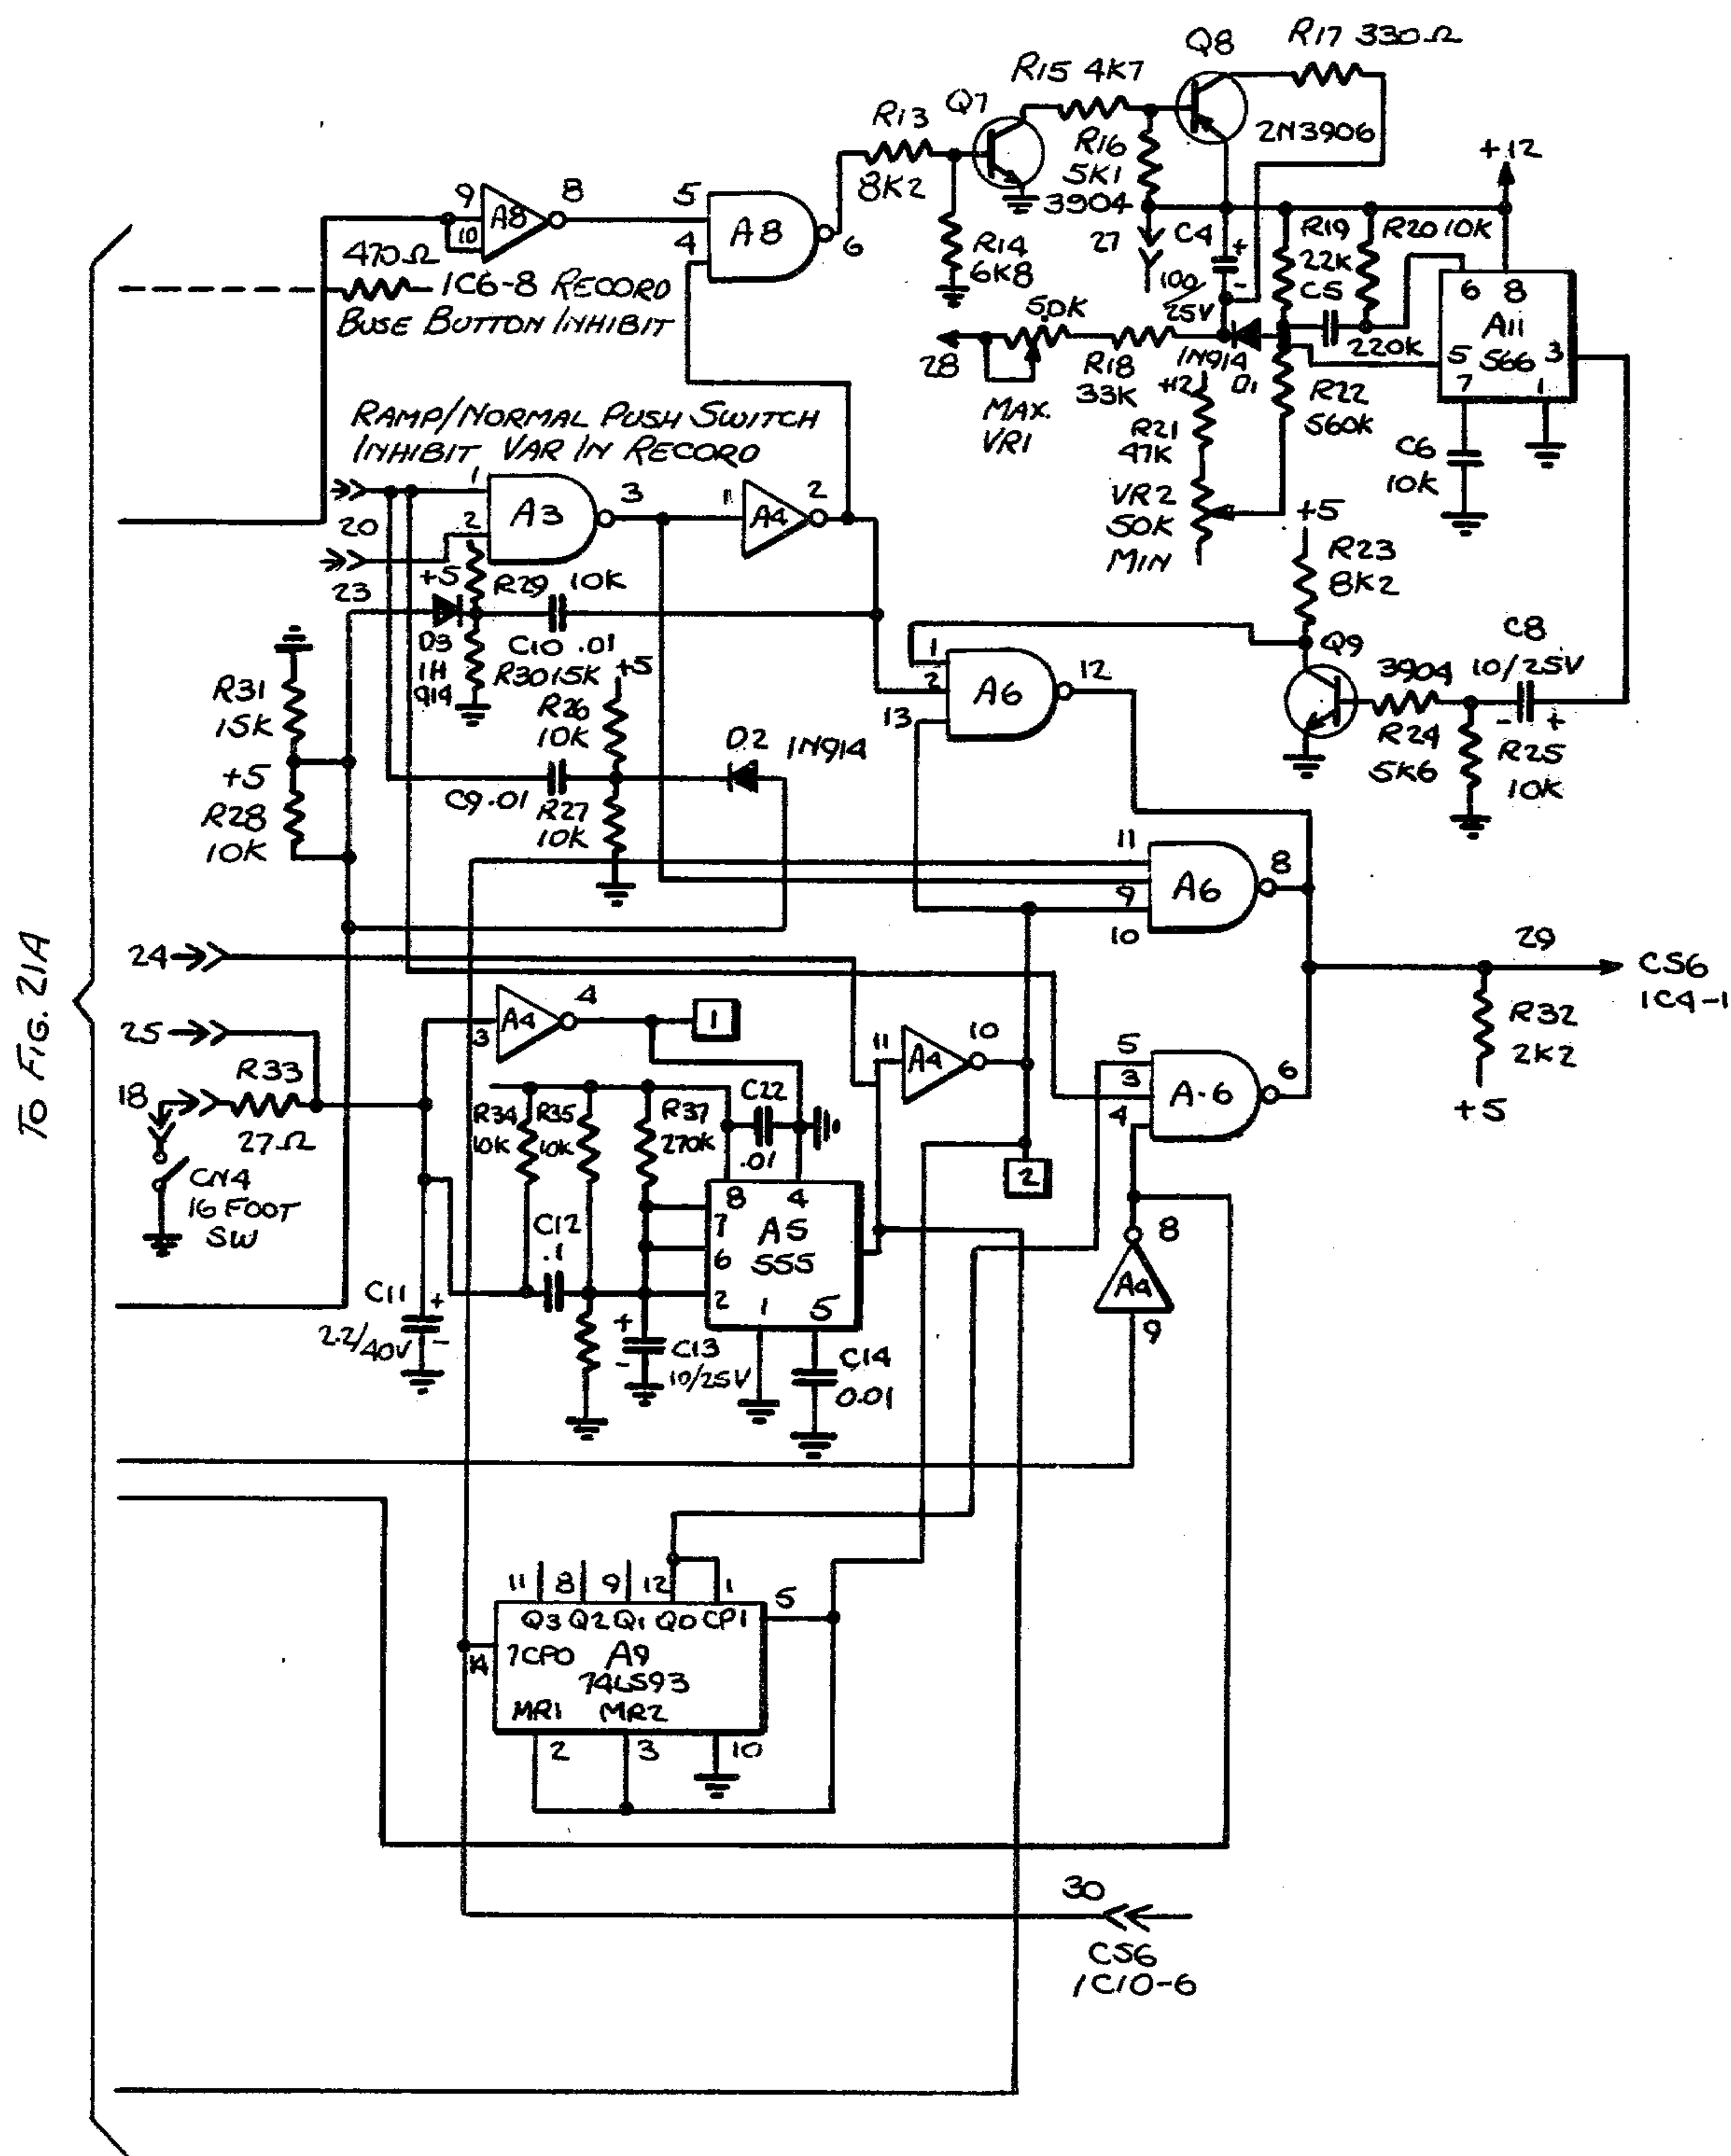 R17 330Ω
Q8
R15 4K7
Q7
R13
8K2
2N3906
R16
5K1
3904
+12
9
10
A8
8
5
4
A8
6
R14
6K8
27
C4
+
-
100/25V
R19
22K
R20 10K
C5
220K
6 8
A11
566
5
7
3
1
470Ω
1C6-8 RECORD
BUSE BUTTON INHIBIT
50K
28
MAX.
VR1
R18
33K
1N914
D1
+12
R21
47K
VR2
50K
MIN
R22
560K
C6
10K
RAMP/NORMAL PUSH SWITCH
INHIBIT VAR IN RECORD
20
23
1
2
A3
3
1
A4
2
+5
R29
10K
D3
1H
914
C10 .01
R30 15K
+5
R23
8K2
Q9
3904
C8
10/25V
-
+
R24
5K6
R25
10K
R31
15K
+5
R28
10K
+5
R26
10K
C9 .01
R27
10K
D2 1N914
1
2
13
A6
12
11
9
10
A6
8
TO FIG. 21A
24
25
18
R33
27Ω
CN4
16 FOOT
SW
3
A4
4
1
11
A4
10
2
5
3
4
A-6
6
29
CS6
1C4-1
R32
2K2
+5
R34
10K
R35
10K
R37
270K
C22
.01
8 4
7
6
2
A5
555
1 5
C12
.1
C11
+
-
2.2/40V
+
-
C13
10/25V
C14
0.01
8
A4
9
11 8 9 12 1
Q3 Q2 Q1 Q0 CP1
5
14
7CP0
A9
74LS93
MR1 MR2
2 3 10
30
CS6
1C10-6